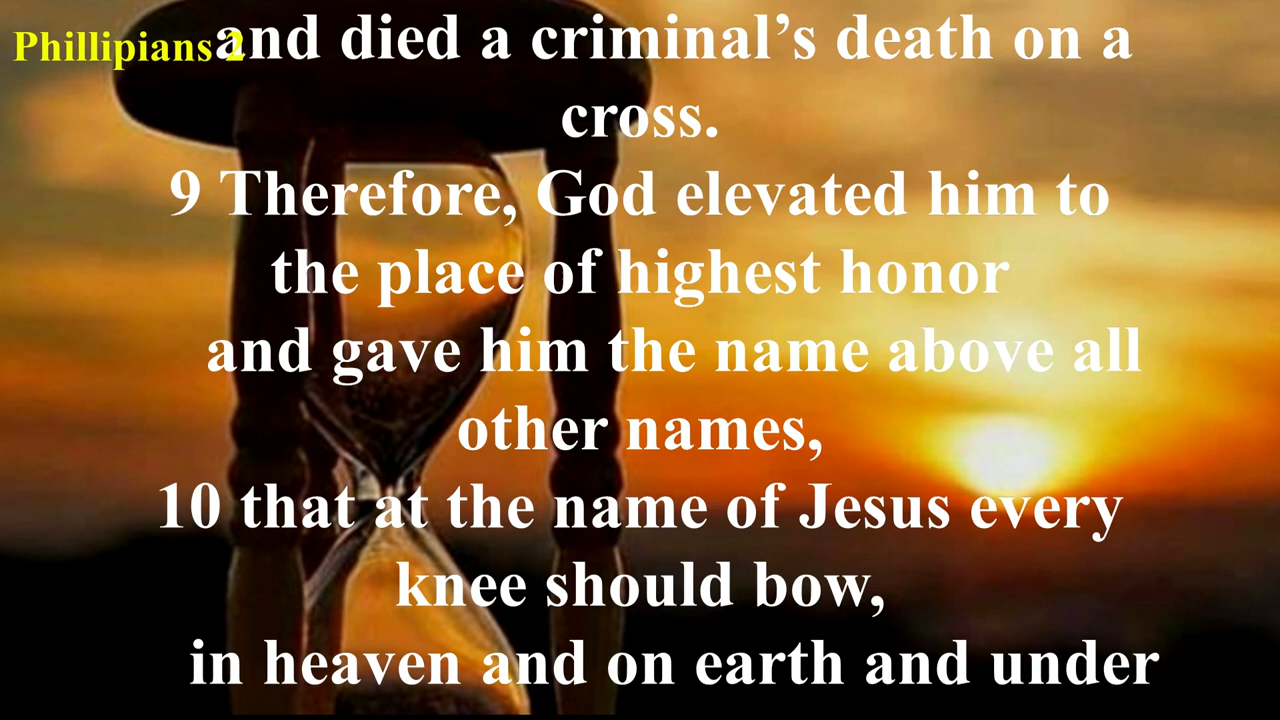 Phillipians 2
and died a criminal’s death on a
cross.
9 Therefore, God elevated him to
the place of highest honor
and gave him the name above all
other names,
10 that at the name of Jesus every
knee should bow,
in heaven and on earth and under